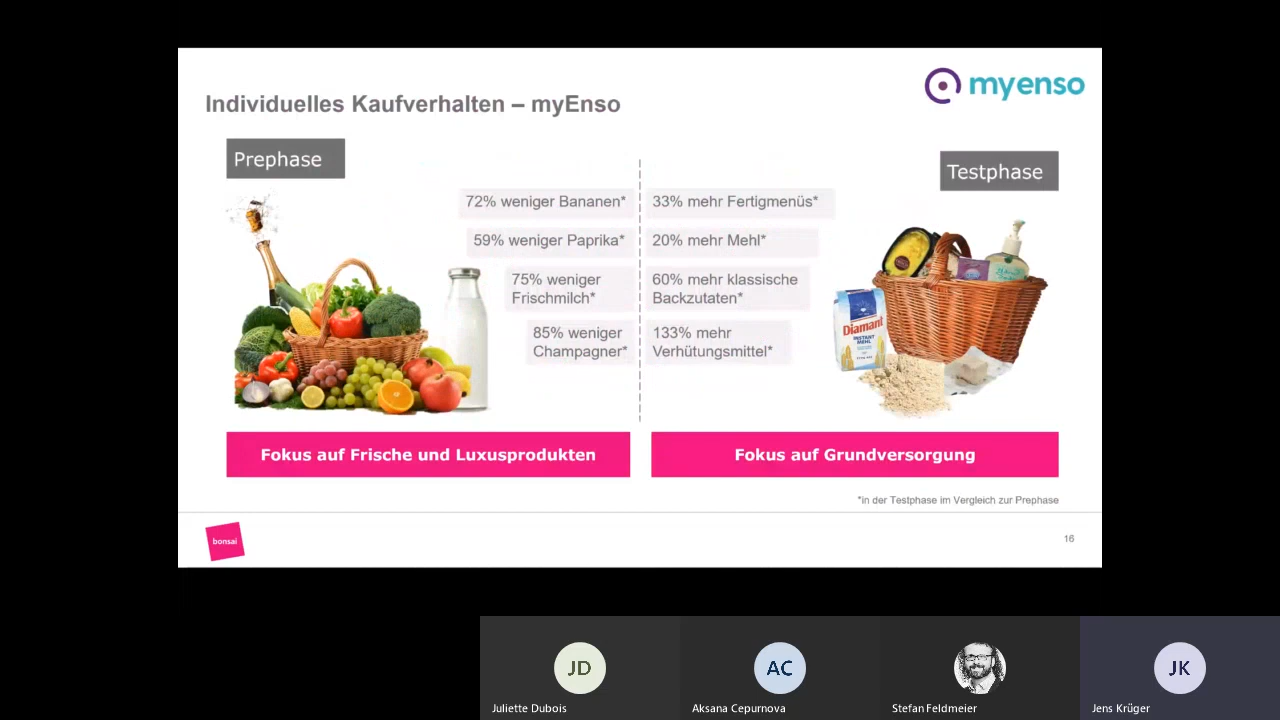 myenso
Individuelles Kaufverhalten – myEnso
Prephase
Testphase
72% weniger Bananen*
59% weniger Paprika*
75% weniger
Frischmilch*
85% weniger
Champagner*
33% mehr Fertigmenüs*
20% mehr Mehl*
60% mehr klassische
Backzutaten*
133% mehr
Verhütungsmittel*
Diamant
INSTANT
MEHL
Fokus auf Frische und Luxusprodukten
Fokus auf Grundversorgung
*in der Testphase im Vergleich zur Prephase
bonsai
16
JD
AC
JK
Juliette Dubois
Aksana Cepurnova
Stefan Feldmeier
Jens Krüger